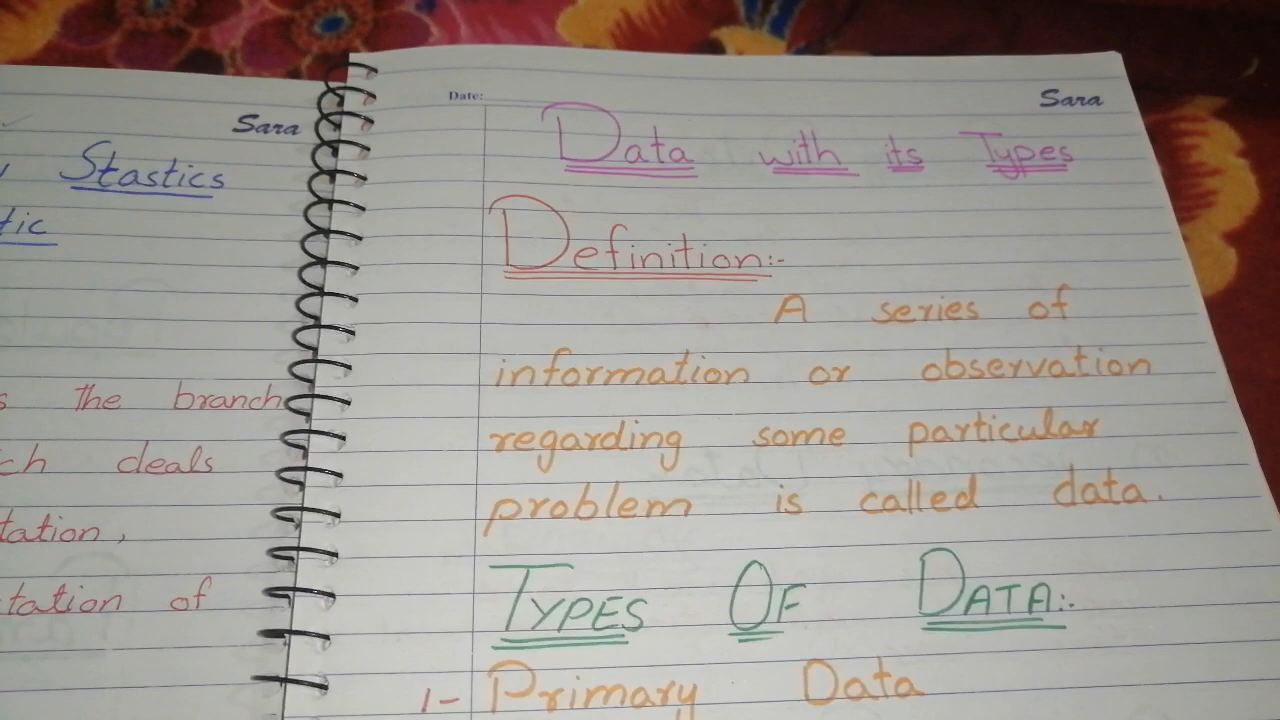 Sara
Stastics
tic
the branch
ch deals
tation,
tation of
Date:
Sara
Data with its Types
Definition:-
A series of
information or observation
regarding some particular
problem is called data.
TYPES OF DATA:-
1- Primary Data